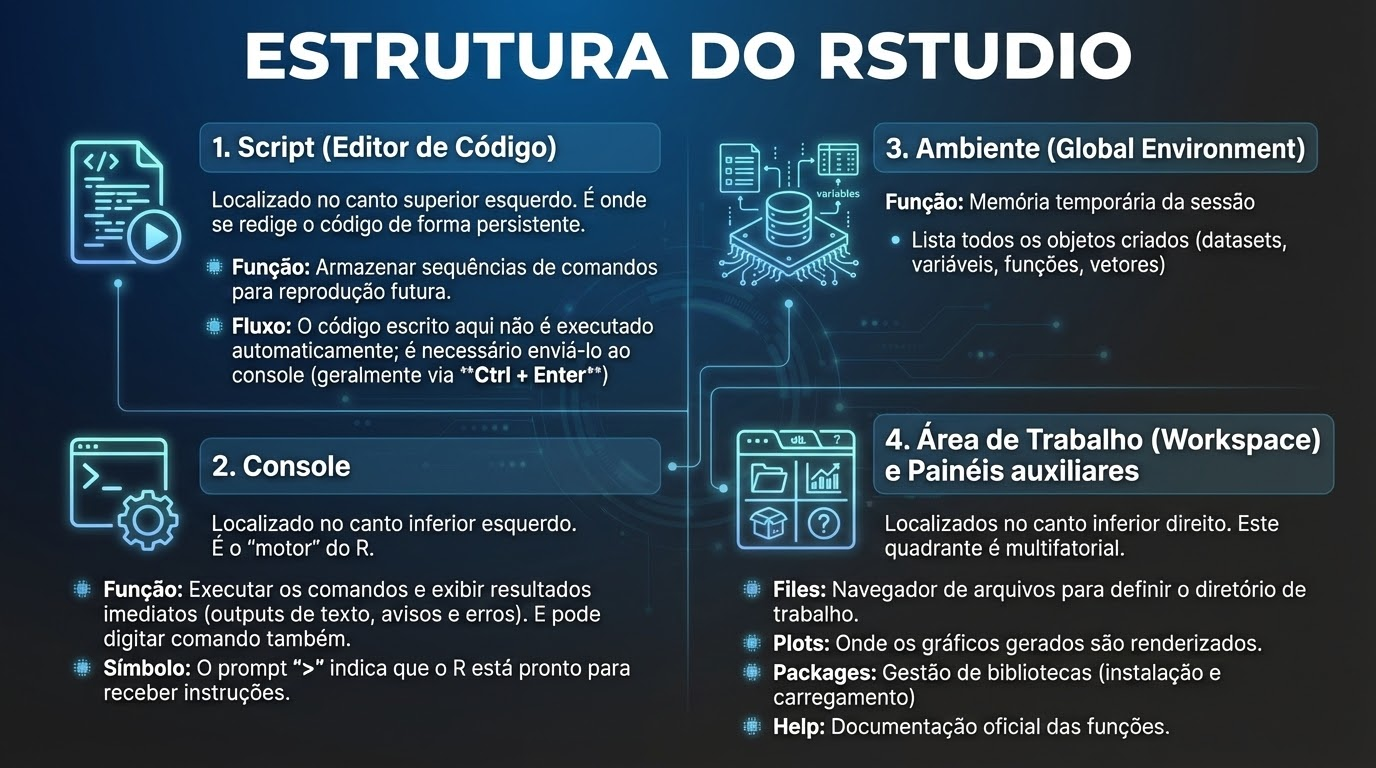 ESTRUTURA DO RSTUDIO
1. Script (Editor de Código)
Localizado no canto superior esquerdo. É onde
se redige o código de forma persistente.
Função: Armazenar sequências de comandos
para reprodução futura.
Fluxo: O código escrito aqui não é executado
automaticamente; é necessário enviá-lo ao
console (geralmente via **Ctrl + Enter**)
2. Console
Localizado no canto inferior esquerdo.
É o “motor” do R.
Função: Executar os comandos e exibir resultados
imediatos (outputs de texto, avisos e erros). E pode
digitar comando também.
Símbolo: O prompt “>” indica que o R está pronto para
receber instruções.
variables
3. Ambiente (Global Environment)
Função: Memória temporária da sessão
Lista todos os objetos criados (datasets,
variáveis, funções, vetores)
4. Área de Trabalho (Workspace)
e Painéis auxiliares
Localizados no canto inferior direito. Este
quadrante é multifatorial.
Files: Navegador de arquivos para definir o diretório de
trabalho.
Plots: Onde os gráficos gerados são renderizados.
Packages: Gestão de bibliotecas (instalação e
carregamento)
Help: Documentação oficial das funções.